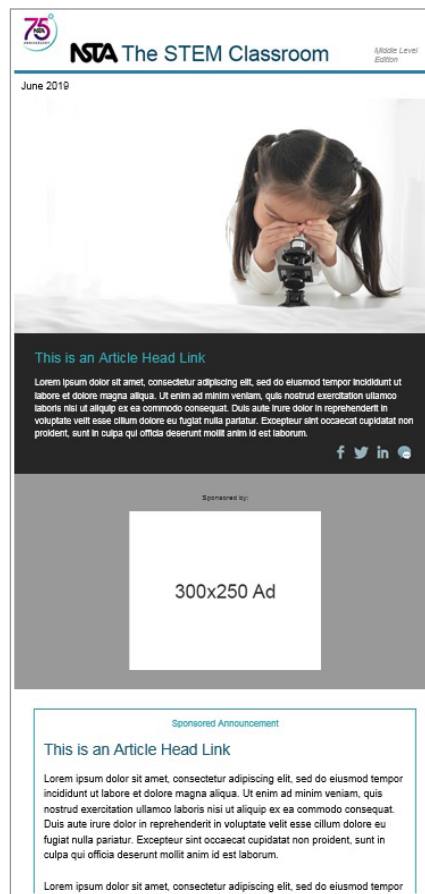 75
NSTA
ANNIVERSARY
NSTA The STEM Classroom
Middle Level
Edition
June 2019
This is an Article Head Link
Lorem ipsum dolor sit amet, consectetur adipiscing elit, sed do eiusmod tempor incididunt ut
labore et dolore magna aliqua. Ut enim ad minim veniam, quis nostrud exercitation ullamco
laboris nisi ut aliquip ex ea commodo consequat. Duis aute irure dolor in reprehenderit in
voluptate velit esse cillum dolore eu fugiat nulla pariatur. Excepteur sint occaecat cupidatat non
proident, sunt in culpa qui officia deserunt mollit anim id est laborum.
Sponsored by:
300x250 Ad
Sponsored Announcement
This is an Article Head Link
Lorem ipsum dolor sit amet, consectetur adipiscing elit, sed do eiusmod tempor
incididunt ut labore et dolore magna aliqua. Ut enim ad minim veniam, quis
nostrud exercitation ullamco laboris nisi ut aliquip ex ea commodo consequat.
Duis aute irure dolor in reprehenderit in voluptate velit esse cillum dolore eu
fugiat nulla pariatur. Excepteur sint occaecat cupidatat non proident, sunt in
culpa qui officia deserunt mollit anim id est laborum.
Lorem ipsum dolor sit amet, consectetur adipiscing elit, sed do eiusmod tempor